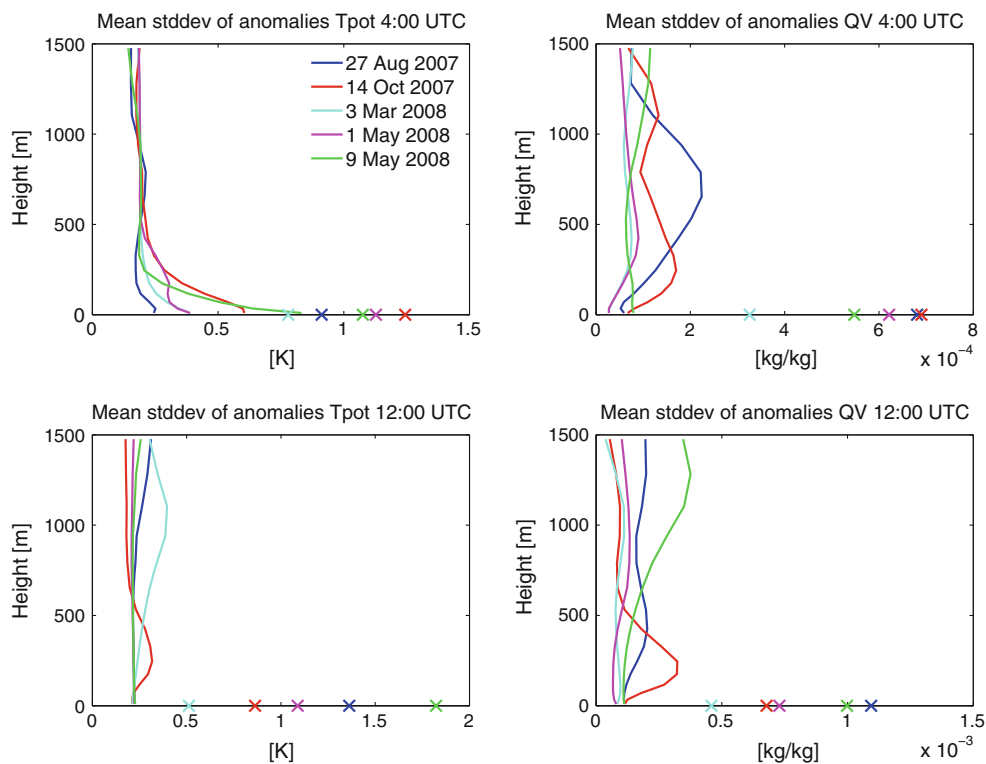 Mean stddev of anomalies Tpot 4:00 UTC
1500
1000
500
0
Height [m]
27 Aug 2007
14 Oct 2007
3 Mar 2008
1 May 2008
9 May 2008
0 0.5 1 1.5
[K]
Mean stddev of anomalies QV 4:00 UTC
1500
1000
500
0
Height [m]
0 2 4 6 8
[kg/kg]
x 10⁻⁴
Mean stddev of anomalies Tpot 12:00 UTC
1500
1000
500
0
Height [m]
0 0.5 1 1.5 2
[K]
Mean stddev of anomalies QV 12:00 UTC
1500
1000
500
0
Height [m]
0 0.5 1 1.5
[kg/kg]
x 10⁻³